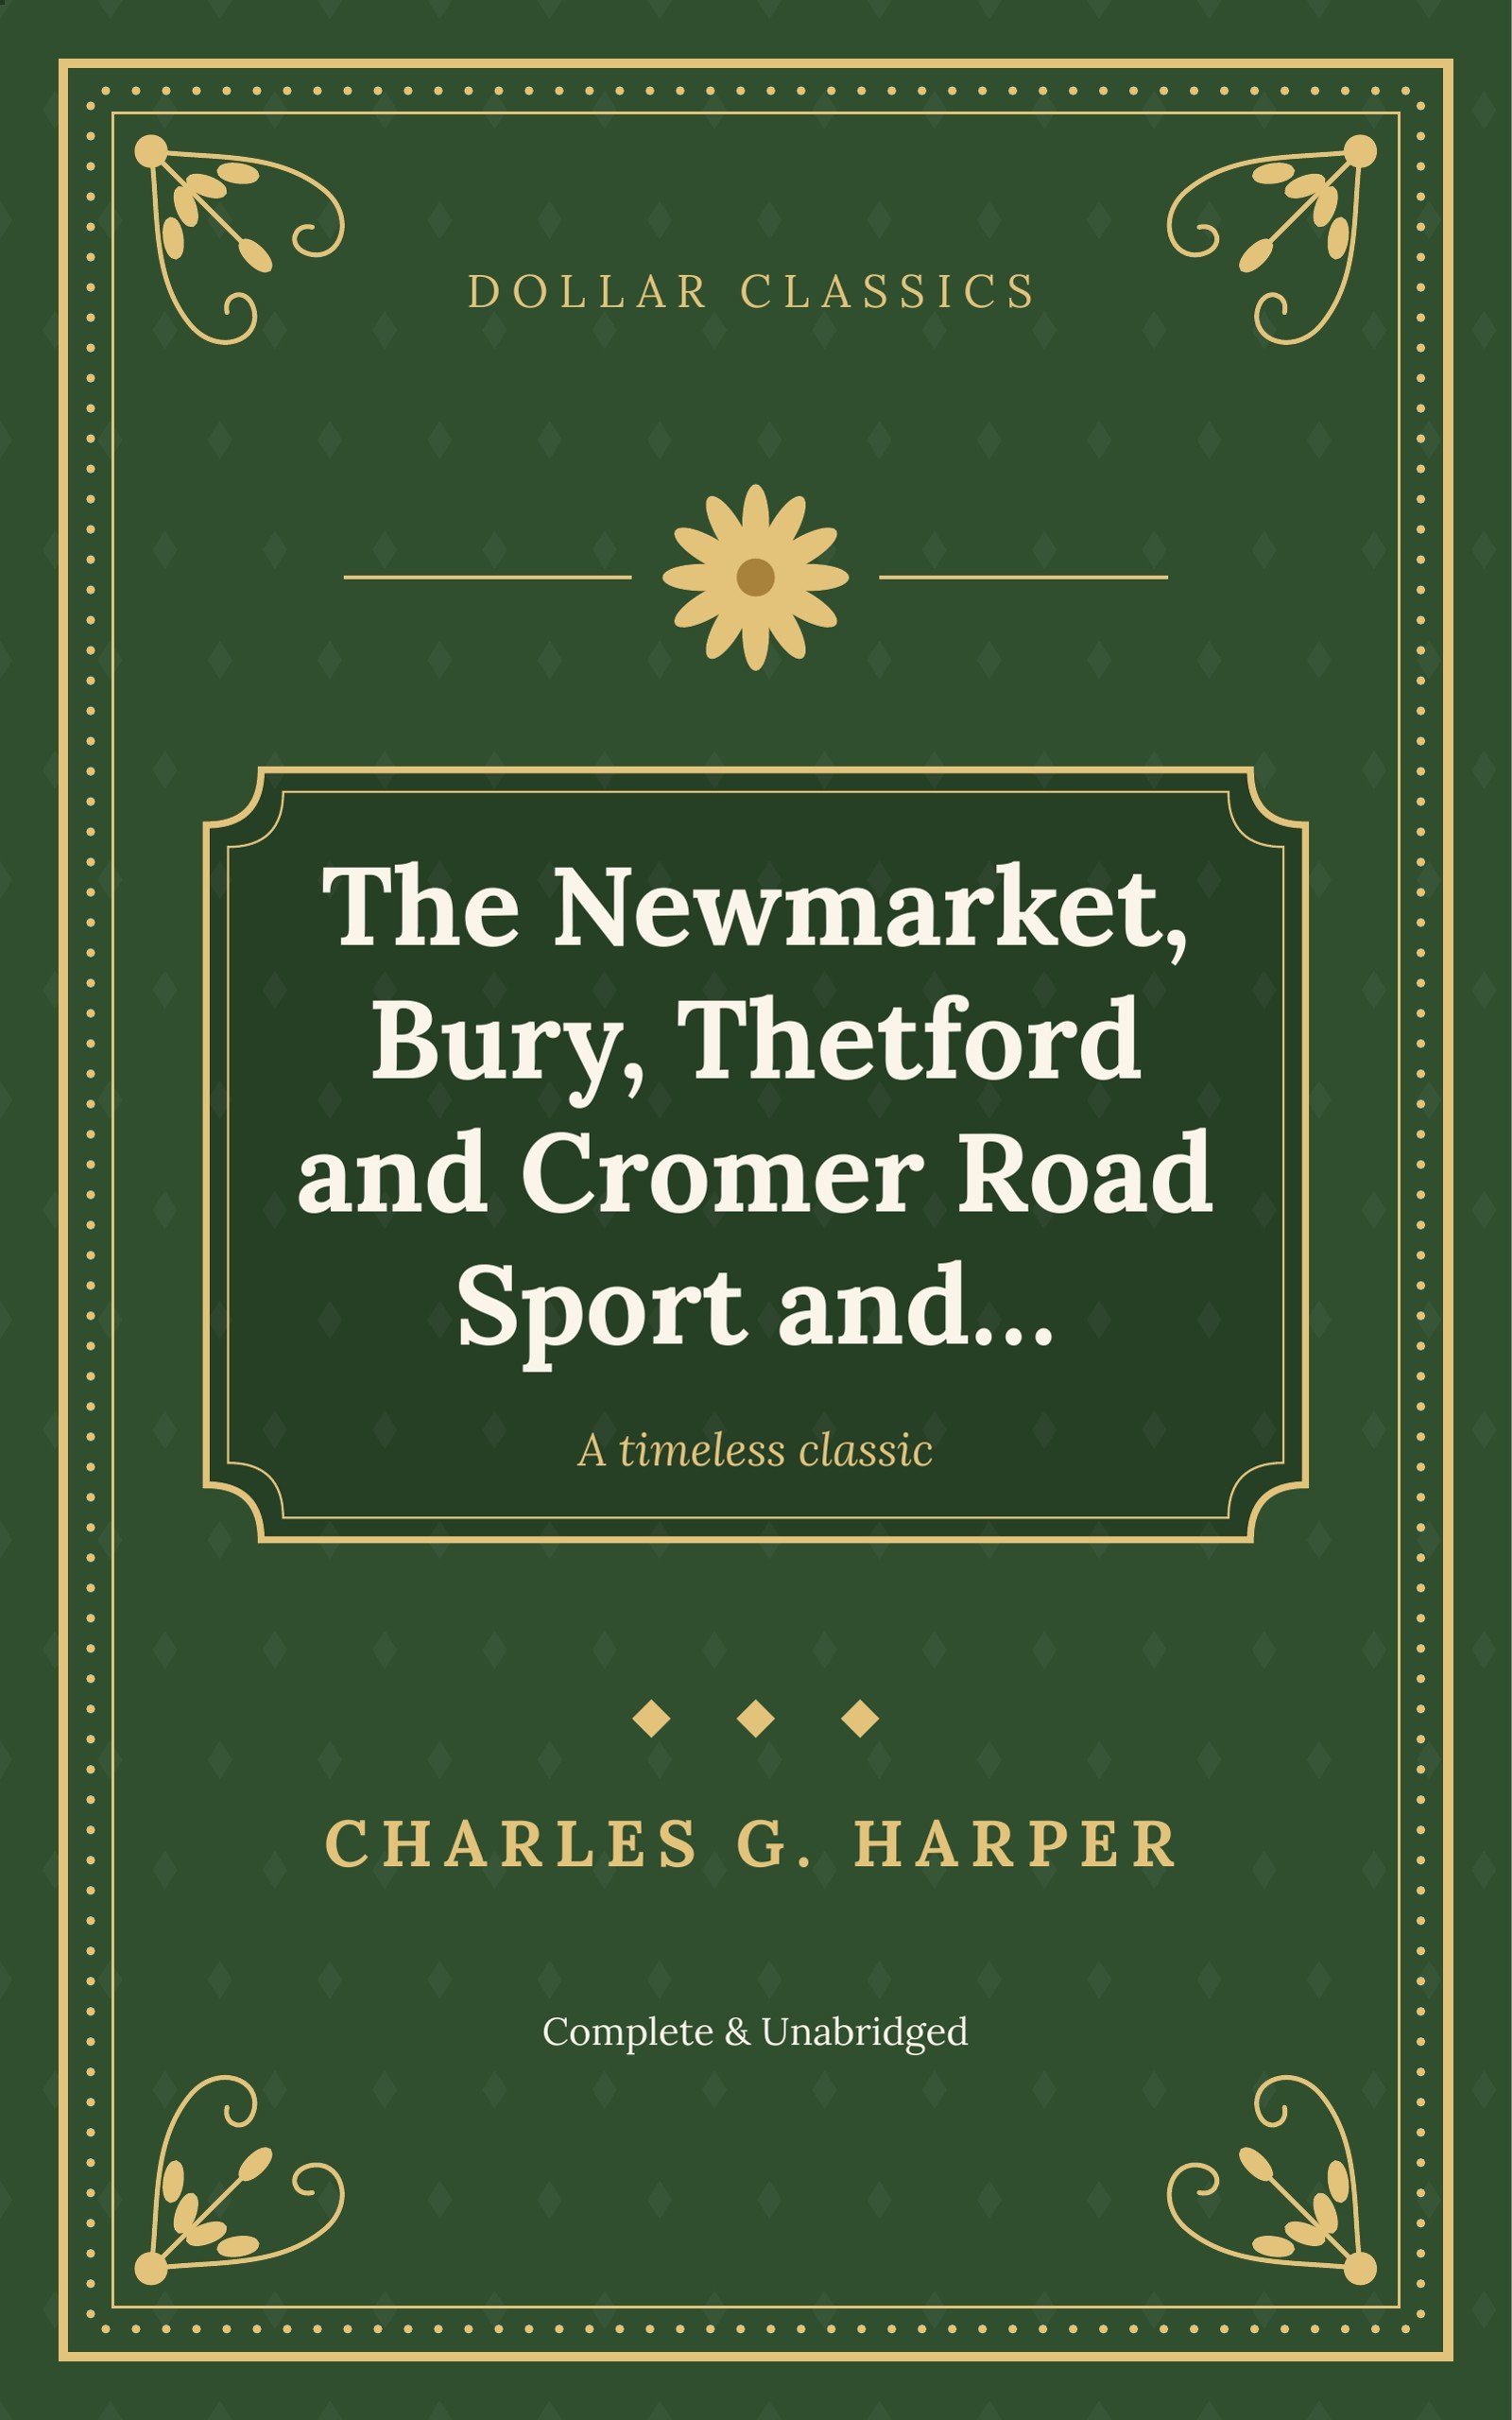 DOLLAR CLASSICS
The Newmarket,
Bury, Thetford
and Cromer Road
Sport and...
A timeless classic
CHARLES G. HARPER
Complete & Unabridged